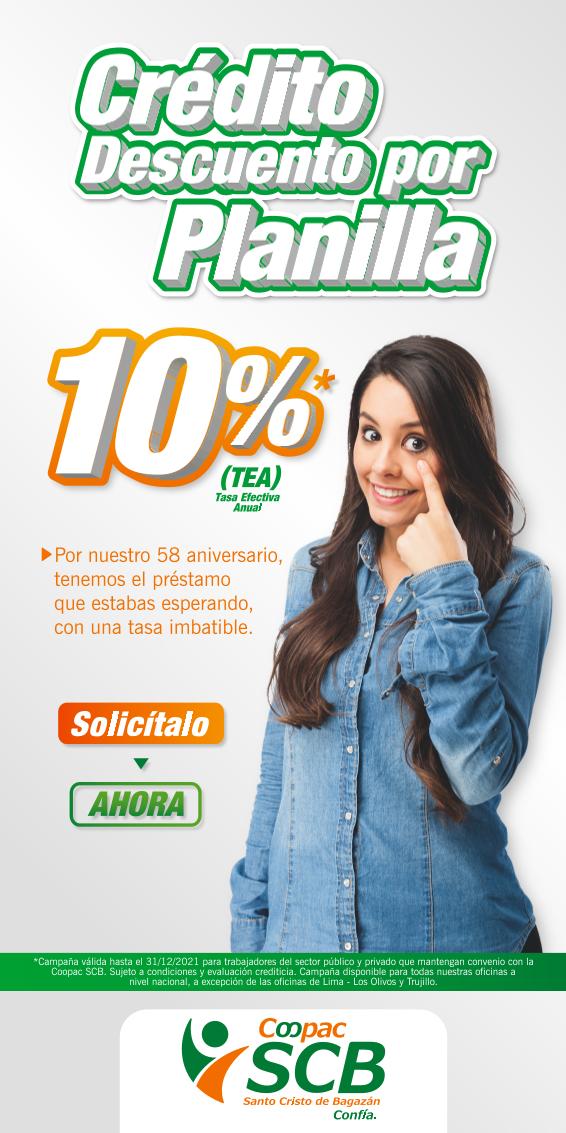 Crédito
Descuento por
Planilla
10%*
(TEA)
Tasa Efectiva
Anual
Por nuestro 58 aniversario,
tenemos el préstamo
que estabas esperando,
con una tasa imbatible.
Solicítalo
AHORA
*Campaña válida hasta el 31/12/2021 para trabajadores del sector público y privado que mantengan convenio con la
Coopac SCB. Sujeto a condiciones y evaluación crediticia. Campaña disponible para todas nuestras oficinas a
nivel nacional, a excepción de las oficinas de Lima - Los Olivos y Trujillo.
Coopac
SCB
Santo Cristo de Bagazán
Confía.